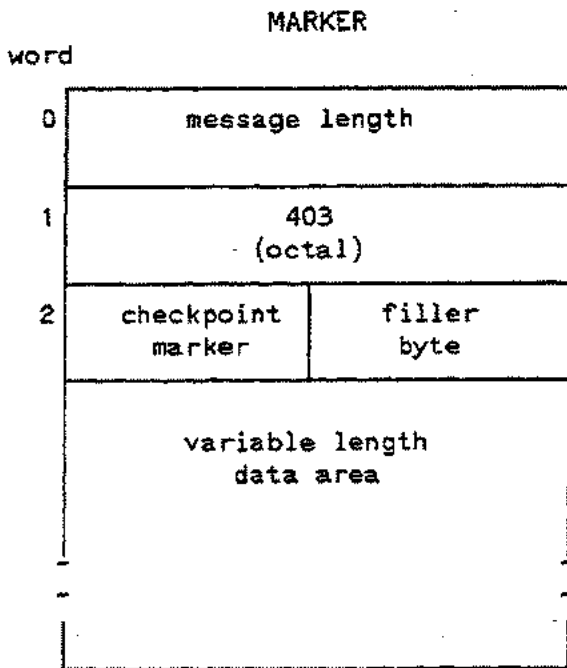 MARKER
word
0 message length
1 403
(octal)
2 checkpoint filler
marker byte
variable length
data area